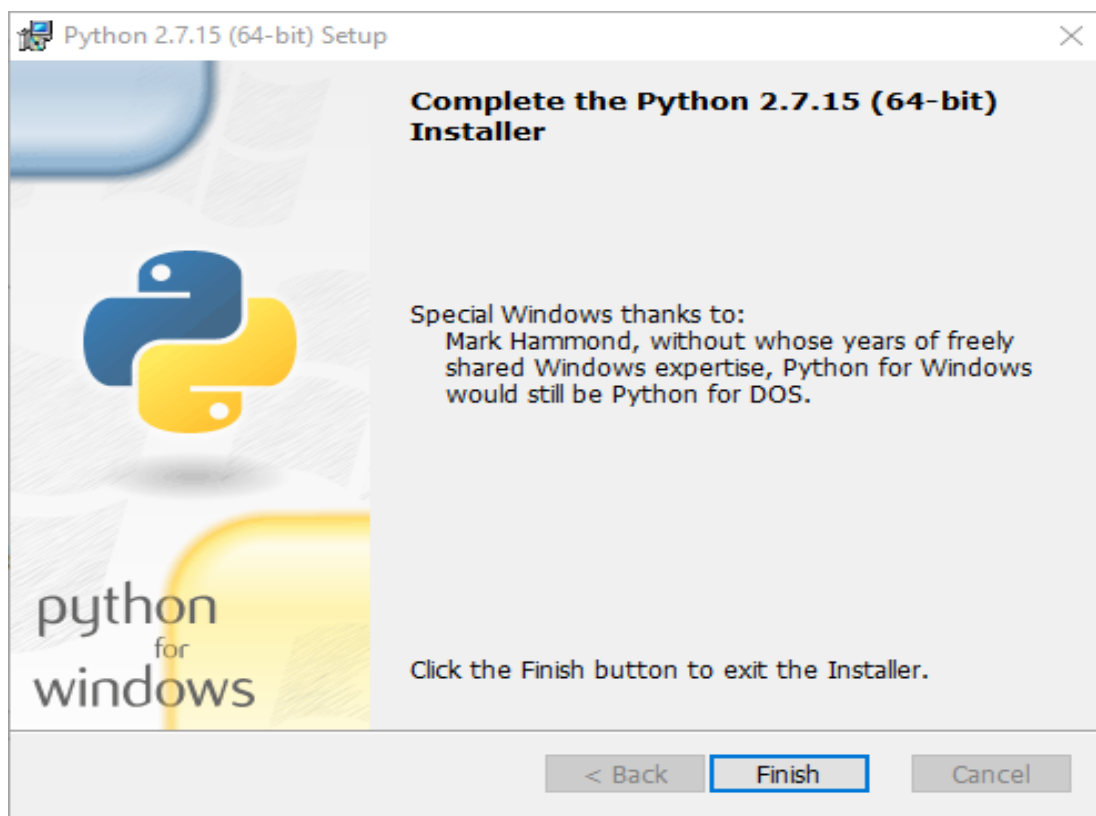 Python 2.7.15 (64-bit) Setup
Complete the Python 2.7.15 (64-bit)
Installer
Special Windows thanks to:
Mark Hammond, without whose years of freely
shared Windows expertise, Python for Windows
would still be Python for DOS.
python
for
windows
Click the Finish button to exit the Installer.
< Back
Finish
Cancel